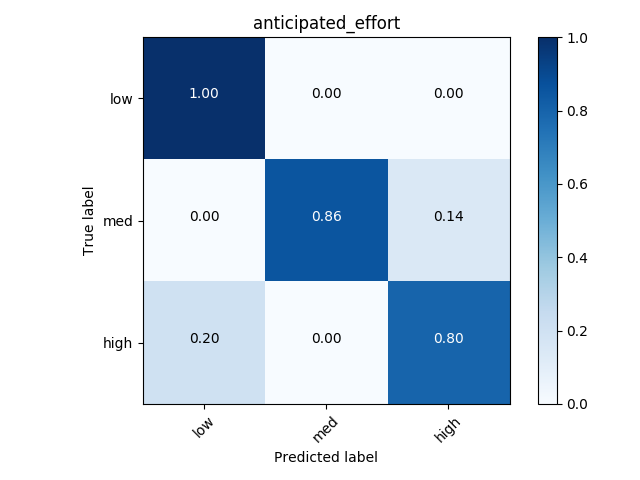 anticipated_effort
True label
low
1.00 0.00 0.00
med
0.00 0.86 0.14
high
0.20 0.00 0.80
low med high
Predicted label
1.0
0.8
0.6
0.4
0.2
0.0